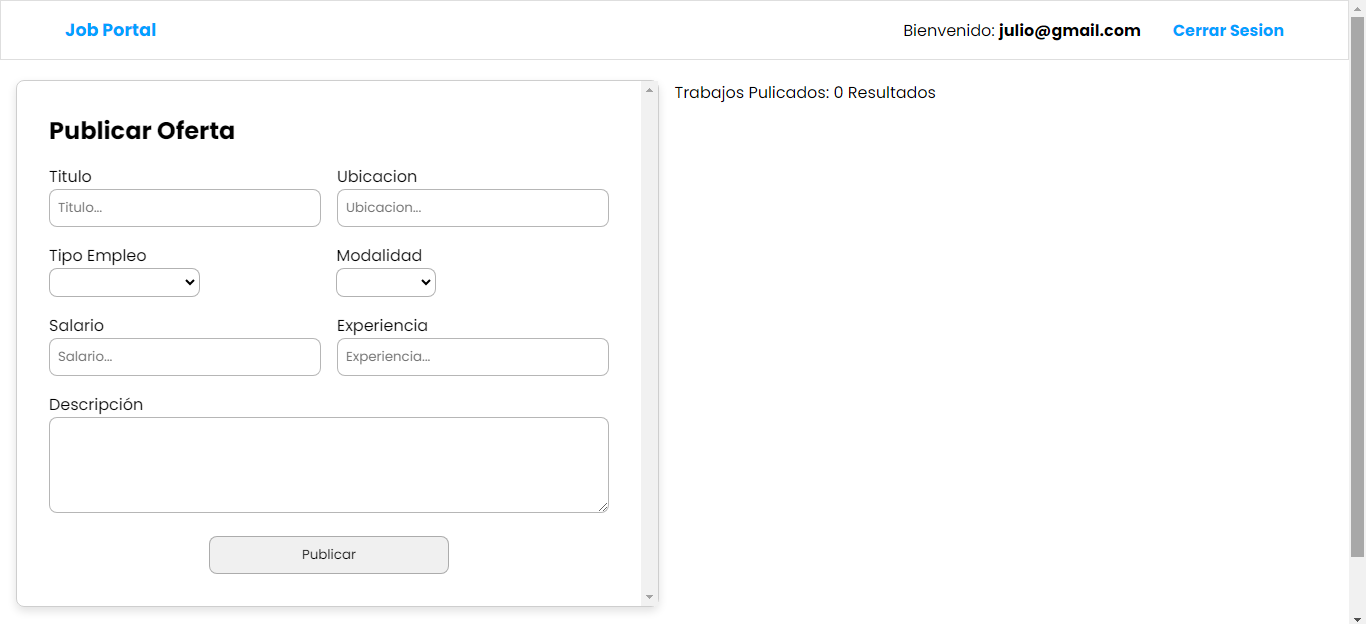 Job Portal
Bienvenido: julio@gmail.com
Cerrar Sesion
Publicar Oferta
Trabajos Pulicados: 0 Resultados
Titulo
Ubicacion
Titulo...
Ubicacion...
Tipo Empleo
Modalidad
Salario
Experiencia
Salario...
Experiencia...
Descripción
Publicar